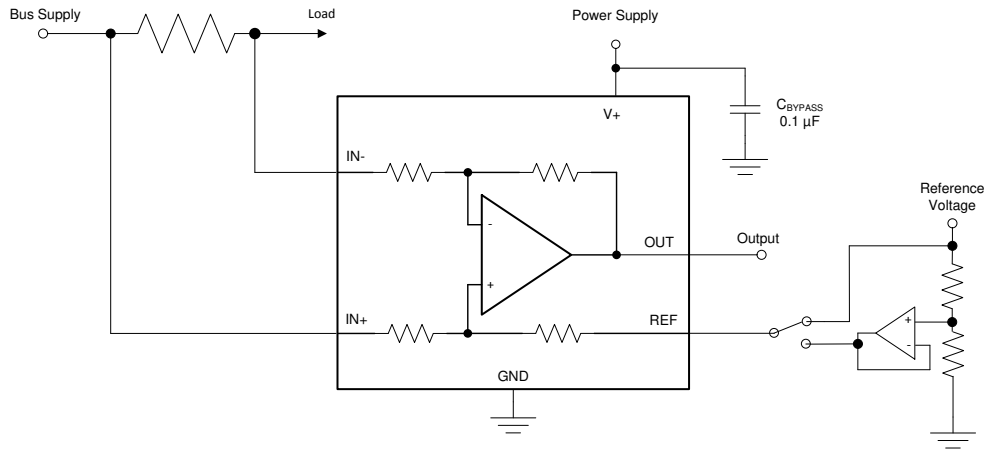 Bus Supply
Load
Power Supply
V+
CBYPASS
0.1 µF
IN-
-
+
OUT
Output
IN+
REF
GND
Reference
Voltage
+
-